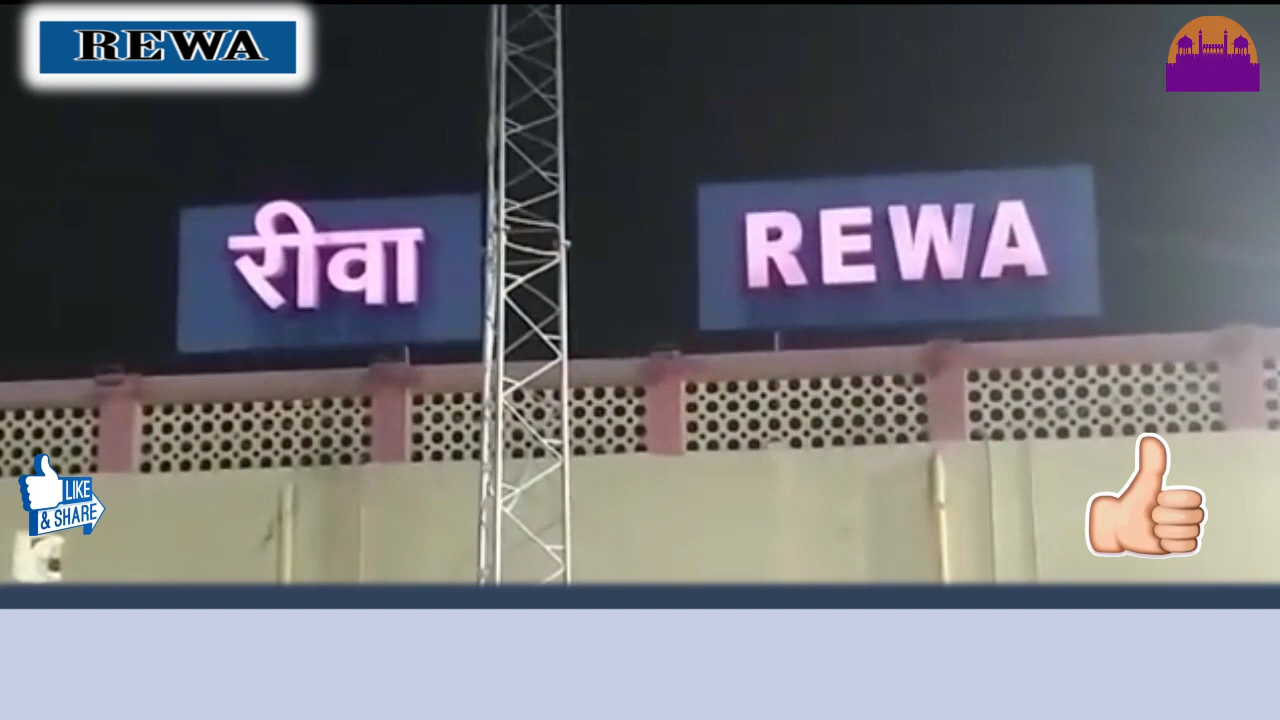 REWA
रीवा
REWA
LIKE
& SHARE